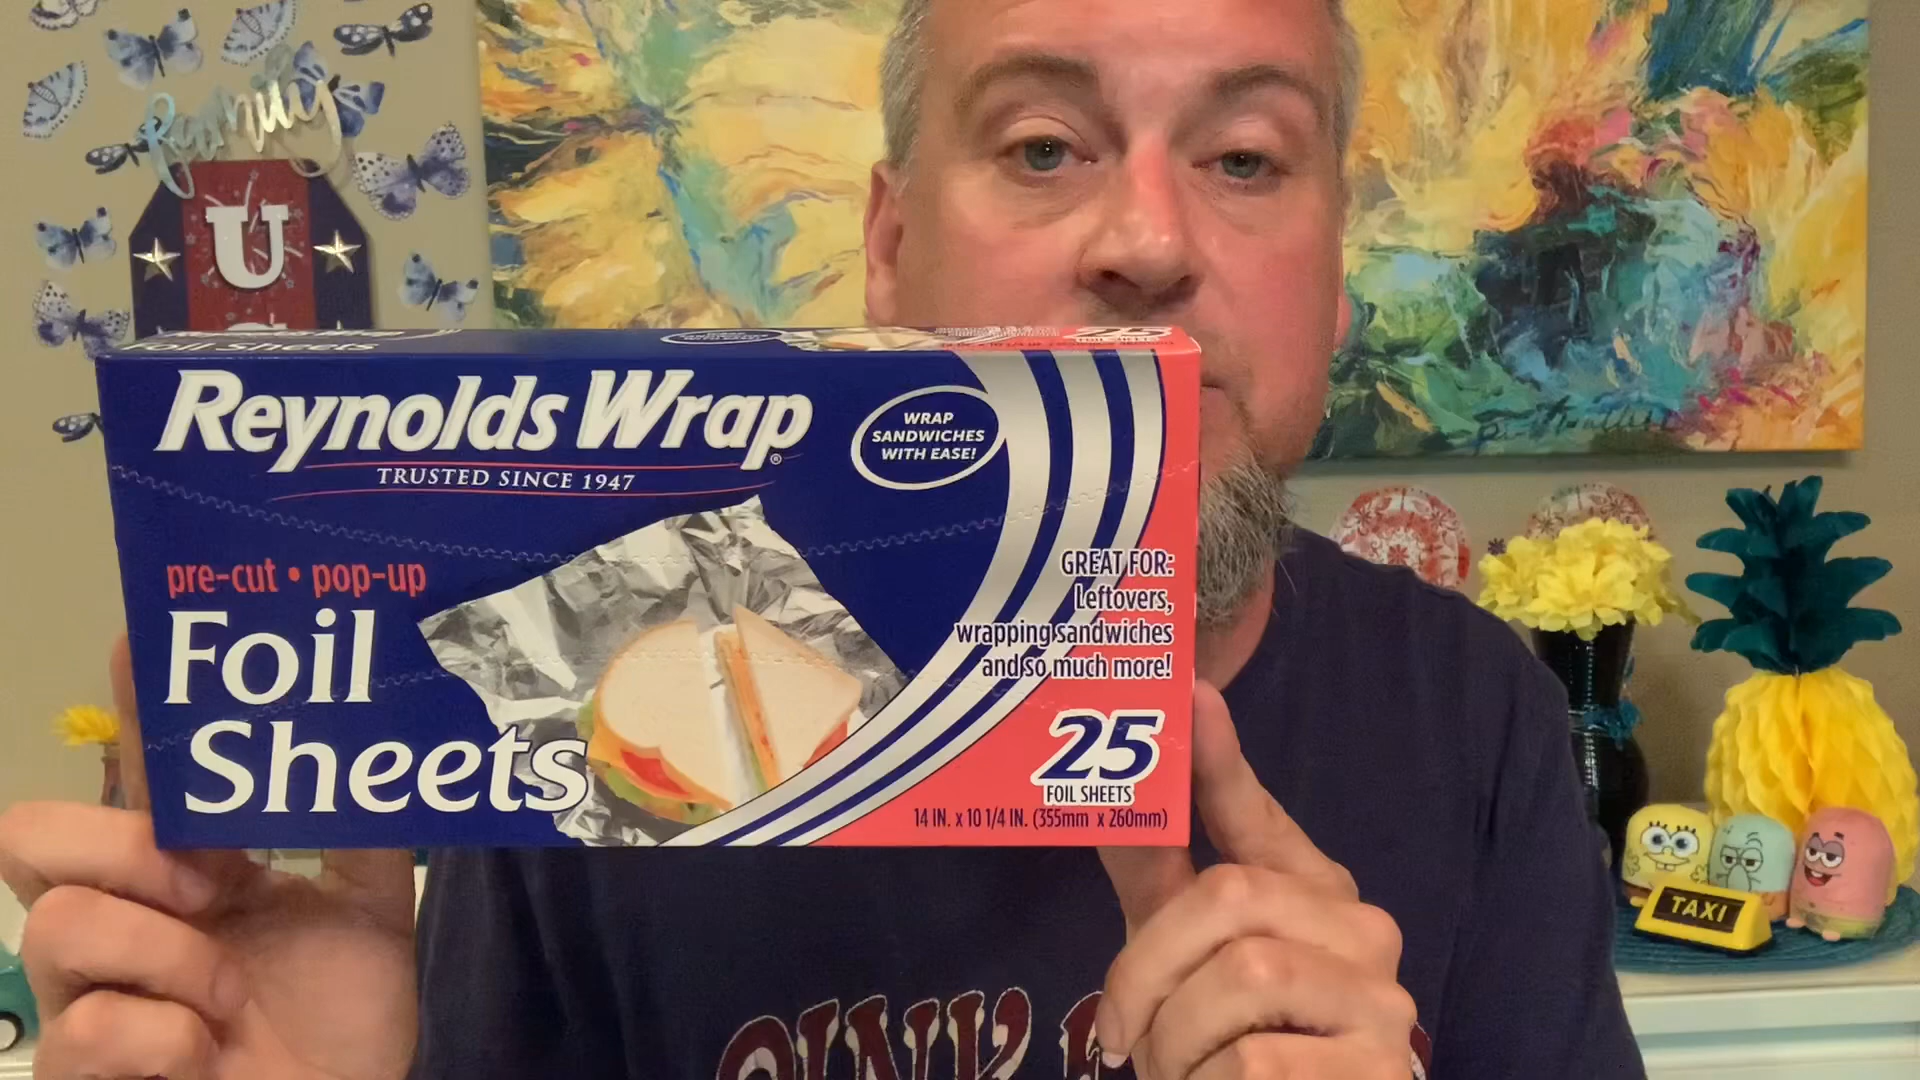 family
U
Foil Sheets
25
Reynolds Wrap®
TRUSTED SINCE 1947
WRAP
SANDWICHES
WITH EASE!
pre-cut • pop-up
Foil
Sheets
GREAT FOR:
Leftovers,
wrapping sandwiches
and so much more!
25
FOIL SHEETS
14 IN. x 10 1/4 IN. (355mm x 260mm)
TAXI
PINK